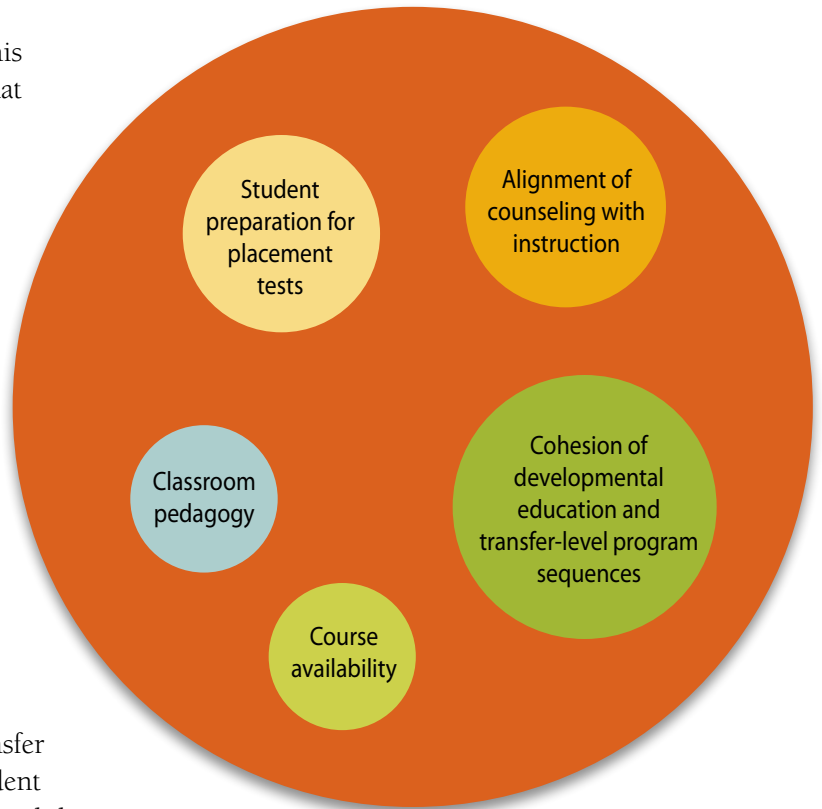 at
Student
preparation for
placement
tests
Alignment of
counseling with
instruction
Classroom
pedagogy
Cohesion of
developmental
education and
transfer-level program
sequences
Course
availability